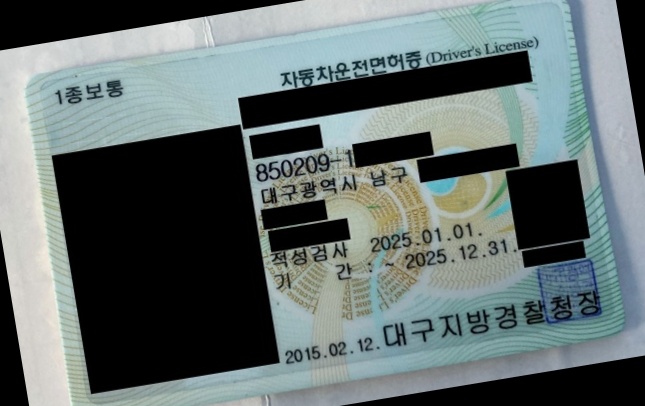 1종보통
자동차운전면허증 (Driver's License)
850209-1
대구광역시 남구
적성검사 2025.01.01.
기 간 : ~ 2025.12.31.
2015.02.12. 대구지방경찰청장